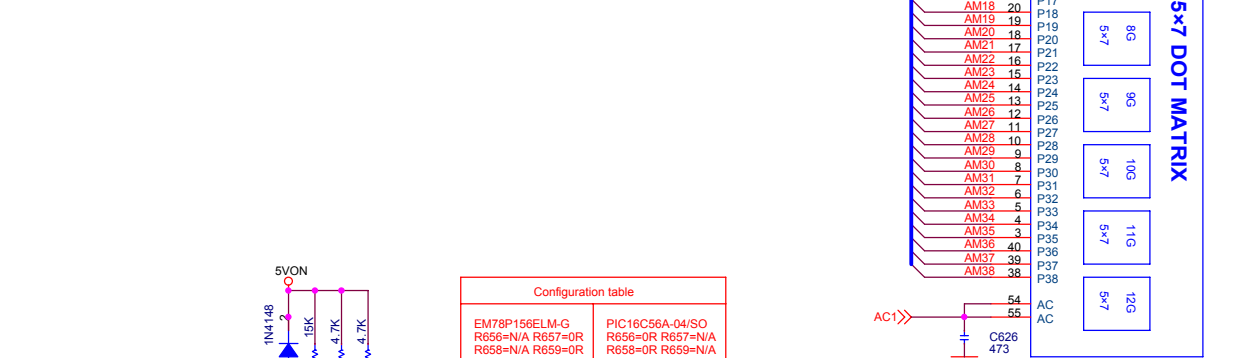 P17
AM18 20 P18
AM19 19 P19
AM20 18 P20
AM21 17 P21
AM22 16 P22
AM23 15 P23
AM24 14 P24
AM25 13 P25
AM26 12 P26
AM27 11 P27
AM28 10 P28
AM29 9 P29
AM30 8 P30
AM31 7 P31
AM32 6 P32
AM33 5 P33
AM34 4 P34
AM35 3 P35
AM36 40 P36
AM37 39 P37
AM38 38 P38
5×7 DOT MATRIX
8G
5×7
9G
5×7
10G
5×7
11G
5×7
12G
5×7
54 AC
55 AC
AC1
C626
473
5VON
1N4148
2
15K
4.7K
4.7K
Configuration table
EM78P156ELM-G
R656=N/A R657=0R
R658=N/A R659=0R
PIC16C56A-04/SO
R656=0R R657=N/A
R658=0R R659=N/A